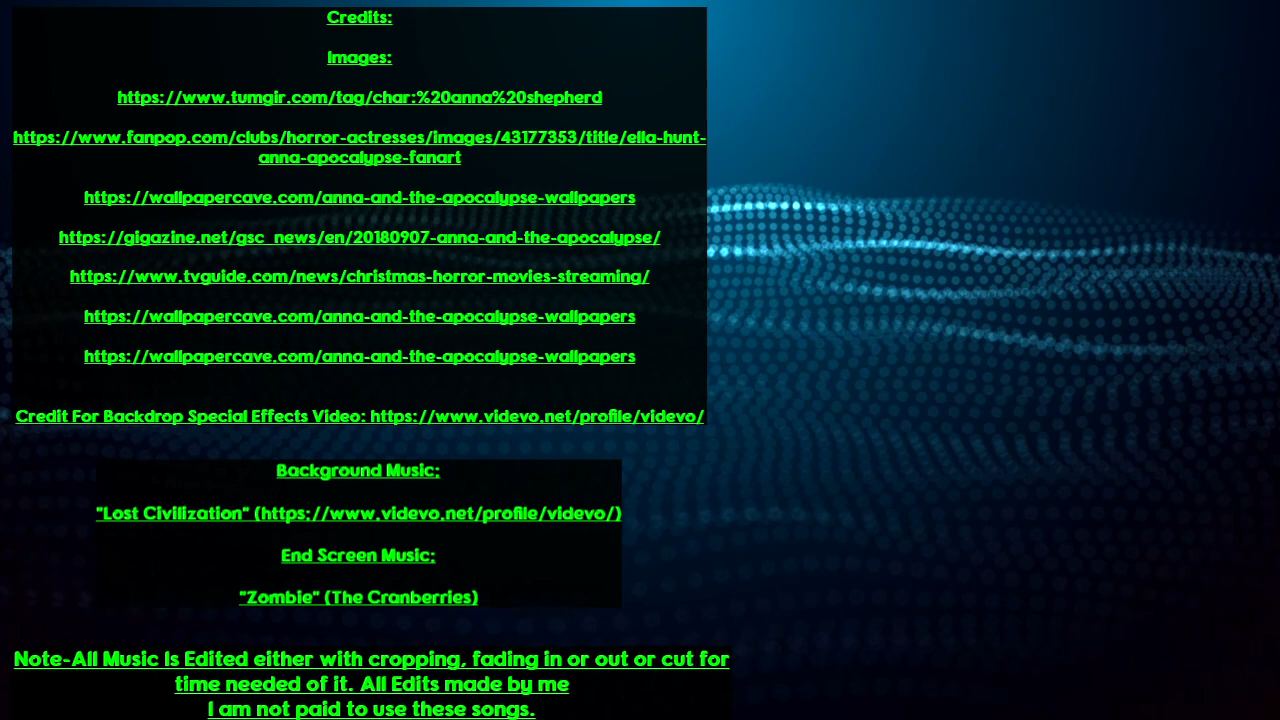 Credits:
Images:
https://www.tumgir.com/tag/char:%20anna%20shepherd
https://www.fanpop.com/clubs/horror-actresses/images/43177353/title/ella-hunt-
anna-apocalypse-fanart
https://wallpapercave.com/anna-and-the-apocalypse-wallpapers
https://gigazine.net/gsc_news/en/20180907-anna-and-the-apocalypse/
https://www.tvguide.com/news/christmas-horror-movies-streaming/
https://wallpapercave.com/anna-and-the-apocalypse-wallpapers
https://wallpapercave.com/anna-and-the-apocalypse-wallpapers
Credit For Backdrop Special Effects Video: https://www.videvo.net/profile/videvo/
Background Music:
"Lost Civilization" (https://www.videvo.net/profile/videvo/)
End Screen Music:
"Zombie" (The Cranberries)
Note-All Music Is Edited either with cropping, fading in or out or cut for
time needed of it. All Edits made by me
I am not paid to use these songs.